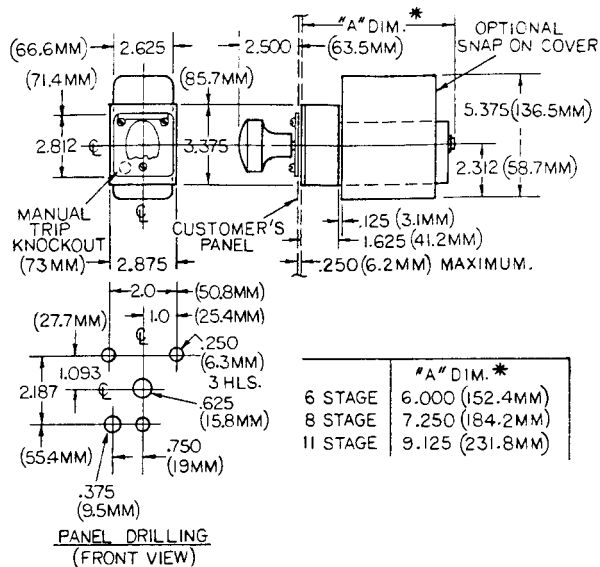 "A" DIM. *
OPTIONAL
SNAP ON COVER
(66.6MM) 2.625 2.500 (63.5MM)
(71.4MM) (85.7MM)
5.375 (136.5MM)
2.812 ℄ 3.375
2.312 (58.7MM)
MANUAL
TRIP
KNOCKOUT
℄
CUSTOMER'S
PANEL
.125 (3.1MM)
1.625 (41.2MM)
(73MM) 2.875
.250 (6.2MM) MAXIMUM.
2.0 (50.8MM)
(27.7MM) ℄ 1.0 (25.4MM)
.250
(6.3MM)
3 HLS.
1.093 ℄
2.187
.625
(15.8MM)
(55.4MM)
.750
(19MM)
.375
(9.5MM)
PANEL DRILLING
(FRONT VIEW)
"A" DIM. *
6 STAGE 6.000 (152.4MM)
8 STAGE 7.250 (184.2MM)
11 STAGE 9.125 (231.8MM)